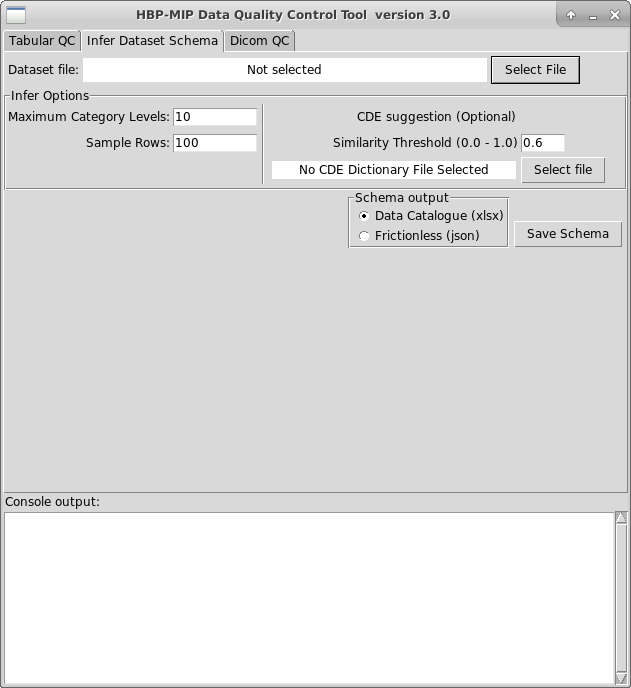 HBP-MIP Data Quality Control Tool  version 3.0
Tabular QC Infer Dataset Schema Dicom QC
Dataset file: Not selected Select File
Infer Options
Maximum Category Levels: 10 CDE suggestion (Optional)
Sample Rows: 100 Similarity Threshold (0.0 - 1.0) 0.6
No CDE Dictionary File Selected Select file
Schema output
Data Catalogue (xlsx)
Frictionless (json) Save Schema
Console output: